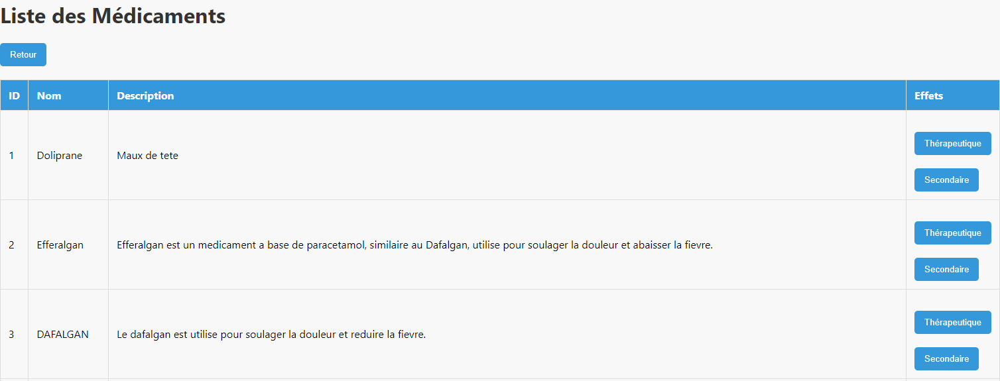 Liste des Médicaments
Retour
ID Nom Description Effets
1 Doliprane Maux de tete Thérapeutique
Secondaire
2 Efferalgan Efferalgan est un medicament a base de paracetamol, similaire au Dafalgan, utilise pour soulager la douleur et abaisser la fievre. Thérapeutique
Secondaire
3 DAFALGAN Le dafalgan est utilise pour soulager la douleur et reduire la fievre. Thérapeutique
Secondaire